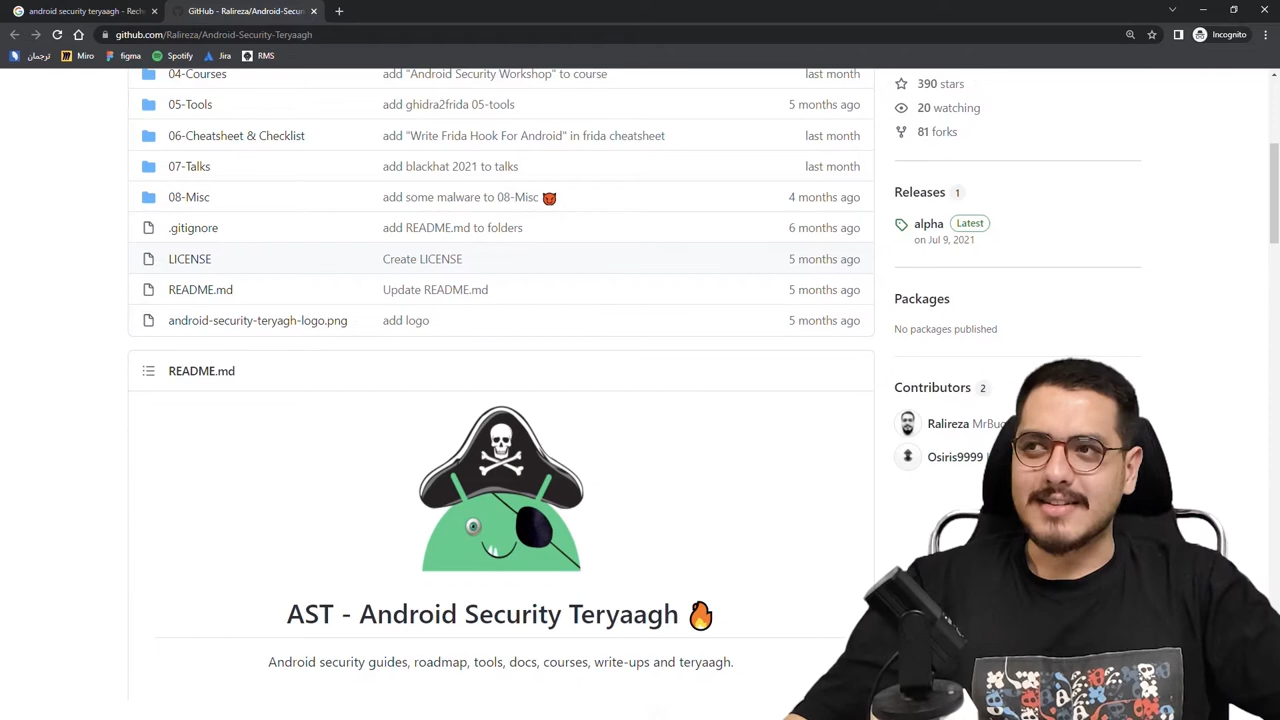 android security teryaagh - Rech
GitHub - Ralireza/Android-Secur
github.com/Ralireza/Android-Security-Teryaagh
Incognito
ترجمان
Miro
figma
Spotify
Jira
RMS
04-Courses
add "Android Security Workshop" to course
last month
05-Tools
add ghidra2frida 05-tools
5 months ago
06-Cheatsheet & Checklist
add "Write Frida Hook For Android" in frida cheatsheet
last month
07-Talks
add blackhat 2021 to talks
last month
08-Misc
add some malware to 08-Misc 👿
4 months ago
.gitignore
add README.md to folders
6 months ago
LICENSE
Create LICENSE
5 months ago
README.md
Update README.md
5 months ago
android-security-teryaagh-logo.png
add logo
5 months ago
390 stars
20 watching
81 forks
Releases 1
alpha Latest
on Jul 9, 2021
Packages
No packages published
Contributors 2
Ralireza
Osiris9999
README.md
AST - Android Security Teryaagh 🔥
Android security guides, roadmap, tools, docs, courses, write-ups and teryaagh.